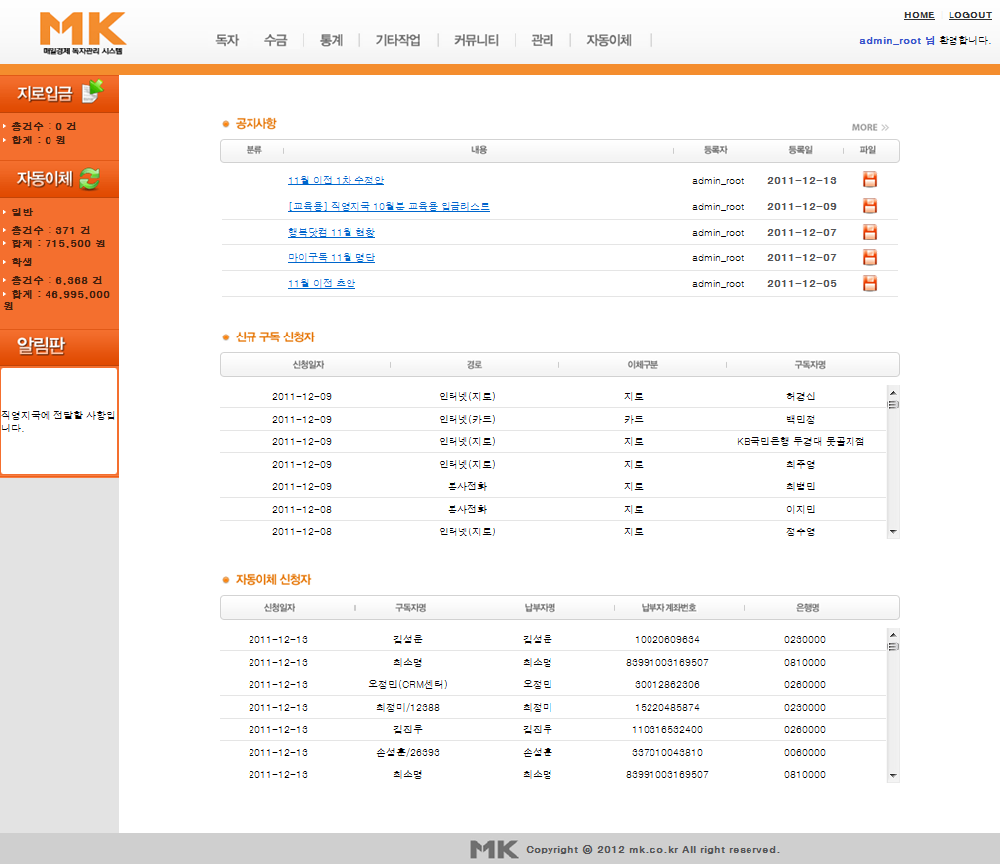 HOME LOGOUT
MK
매일경제 독자관리 시스템
독자 수금 통계 기타작업 커뮤니티 관리 자동이체
admin_root 님 환영합니다.
지로입금
총건수 : 0 건
합계 : 0 원
자동이체
일반
총건수 : 371 건
합계 : 715,500 원
학생
총건수 : 6,368 건
합계 : 46,995,000
원
알림판
직영지국에 전달할 사항입
니다.
공지사항
MORE
분류 내용 등록자 등록일 파일
11월 이전 1차 수정안 admin_root 2011-12-13
[교육용] 직영지국 10월분 교육용 입금리스트 admin_root 2011-12-09
행복닷컴 11월 현황 admin_root 2011-12-07
마이구독 11월 명단 admin_root 2011-12-07
11월 이전 초안 admin_root 2011-12-05
신규 구독 신청자
신청일자 경로 이체구분 구독자명
2011-12-09 인터넷(지로) 지로 허경신
2011-12-09 인터넷(카드) 카드 백민정
2011-12-09 인터넷(지로) 지로 KB국민은행 부경대 못골지점
2011-12-09 인터넷(지로) 지로 최주영
2011-12-09 본사전화 지로 최범민
2011-12-08 본사전화 지로 이지민
2011-12-08 인터넷(지로) 지로 정주영
자동이체 신청자
신청일자 구독자명 납부자명 납부자 계좌번호 은행명
2011-12-13 김성운 김성운 10020609634 0230000
2011-12-13 최소명 최소명 83991003169507 0810000
2011-12-13 오정민(CRM센터) 오정민 30012862306 0260000
2011-12-13 최정미/12388 최정미 15220485874 0230000
2011-12-13 김진우 김진우 110316532400 0260000
2011-12-13 손성훈/26393 손성훈 337010043810 0060000
2011-12-13 최소명 최소명 83991003169507 0810000
MK Copyright @ 2012 mk.co.kr All right reserved.